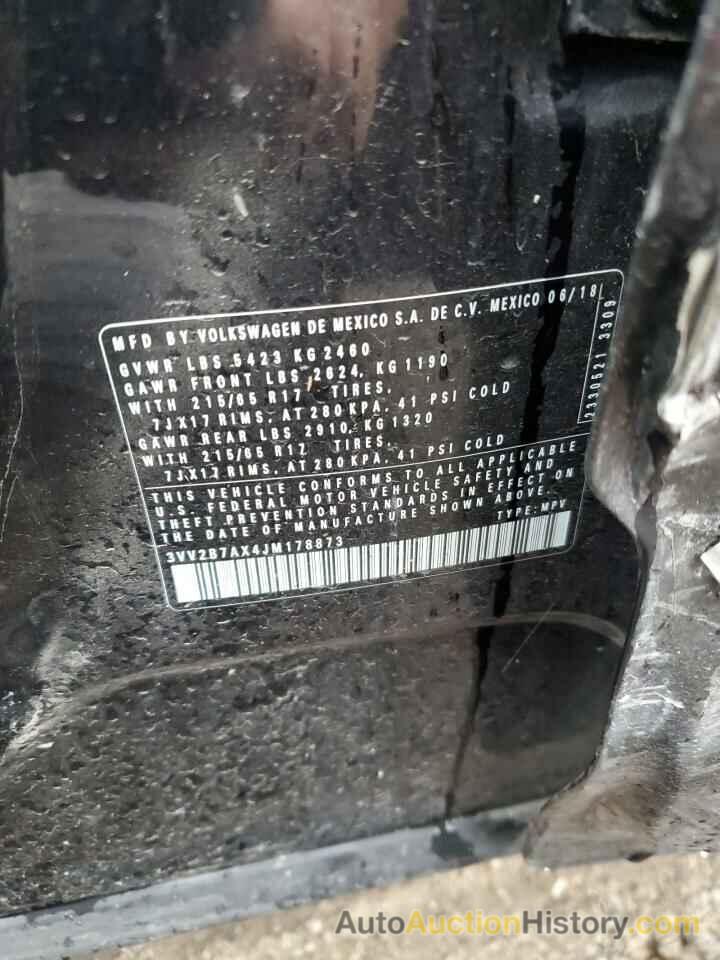 MFD BY VOLKSWAGEN DE MEXICO S.A. DE C.V. MEXICO 06/18
GVWR LBS 5423 KG 2460
GAWR FRONT LBS 2624, KG 1190
WITH 215/65 R17 TIRES,
7JX17 RIMS, AT 280 KPA, 41 PSI COLD
GAWR REAR LBS 2910, KG 1320
WITH 215/65 R17 TIRES,
7JX17 RIMS, AT 280 KPA, 41 PSI COLD
THIS VEHICLE CONFORMS TO ALL APPLICABLE
U.S. FEDERAL MOTOR VEHICLE SAFETY AND
THEFT PREVENTION STANDARDS IN EFFECT ON
THE DATE OF MANUFACTURE SHOWN ABOVE.
3VV2B7AX4JM178873 TYPE: MPV
2330521 3309
AutoAuctionHistory.com